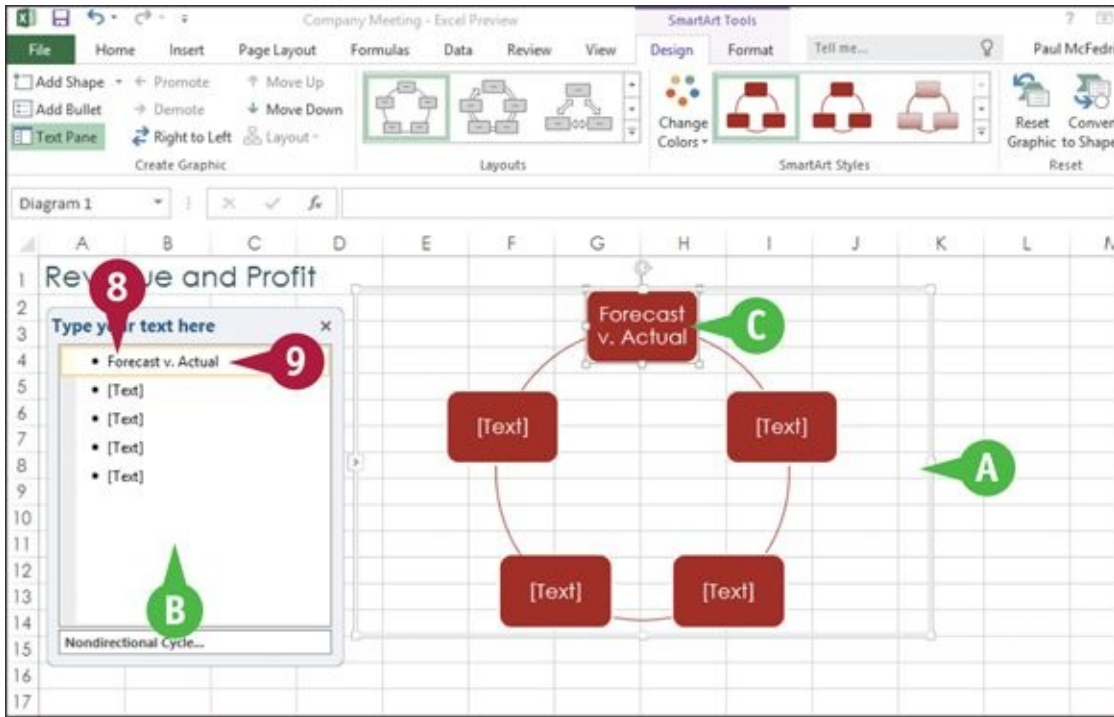 Company Meeting - Excel Preview
SmartArt Tools
?
File
Home
Insert
Page Layout
Formulas
Data
Review
View
Design
Format
Tell me...
Paul McFedri
Add Shape
Promote
Move Up
Add Bullet
Demote
Move Down
Text Pane
Right to Left
Layout
Create Graphic
Layouts
Change
Colors
SmartArt Styles
Reset
Graphic
Conver
to Shape
Reset
Diagram 1
fx
A B C D E F G H I J K L
1
Profit
and
2
3
4
5
6
7
8
9
10
11
12
13
14
15
16
17
8
Type your text here
Forecast v. Actual
9
[Text]
[Text]
[Text]
[Text]
B
Nondirectional Cycle...
Forecast
v. Actual
C
[Text]
[Text]
A
[Text]
[Text]